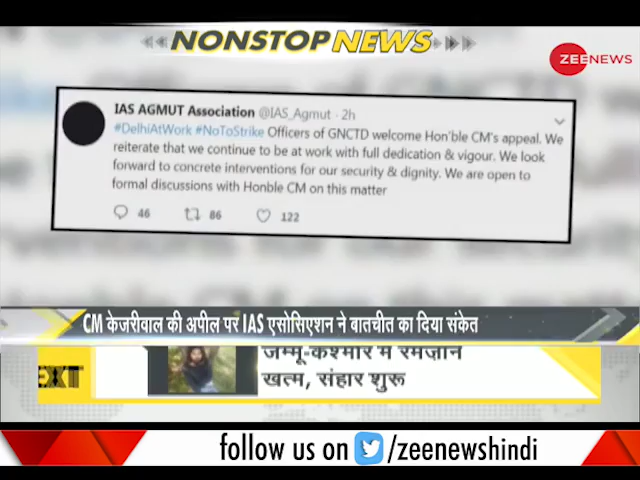 NONSTOP NEWS
ZEENEWS
IAS AGMUT Association @IAS_Agmut · 2h
#DelhiAtWork #NoToStrike Officers of GNCTD welcome Hon'ble CM's appeal. We
reiterate that we continue to be at work with full dedication & vigour. We look
forward to concrete interventions for our security & dignity. We are open to
formal discussions with Honble CM on this matter
46 86 122
CM केजरीवाल की अपील पर IAS एसोसिएशन ने बातचीत का दिया संकेत
जम्मू-कश्मीर में रमज़ान
EXT
खत्म, संहार शुरू
follow us on /zeenewshindi